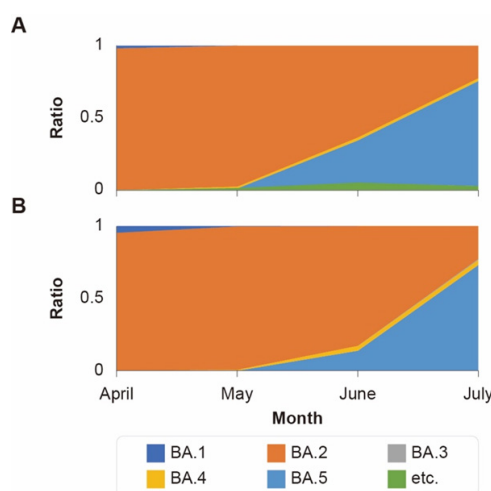 A
1
0.5
0
Ratio
B
1
0.5
0
Ratio
April May June July
Month
BA.1 BA.2 BA.3
BA.4 BA.5 etc.